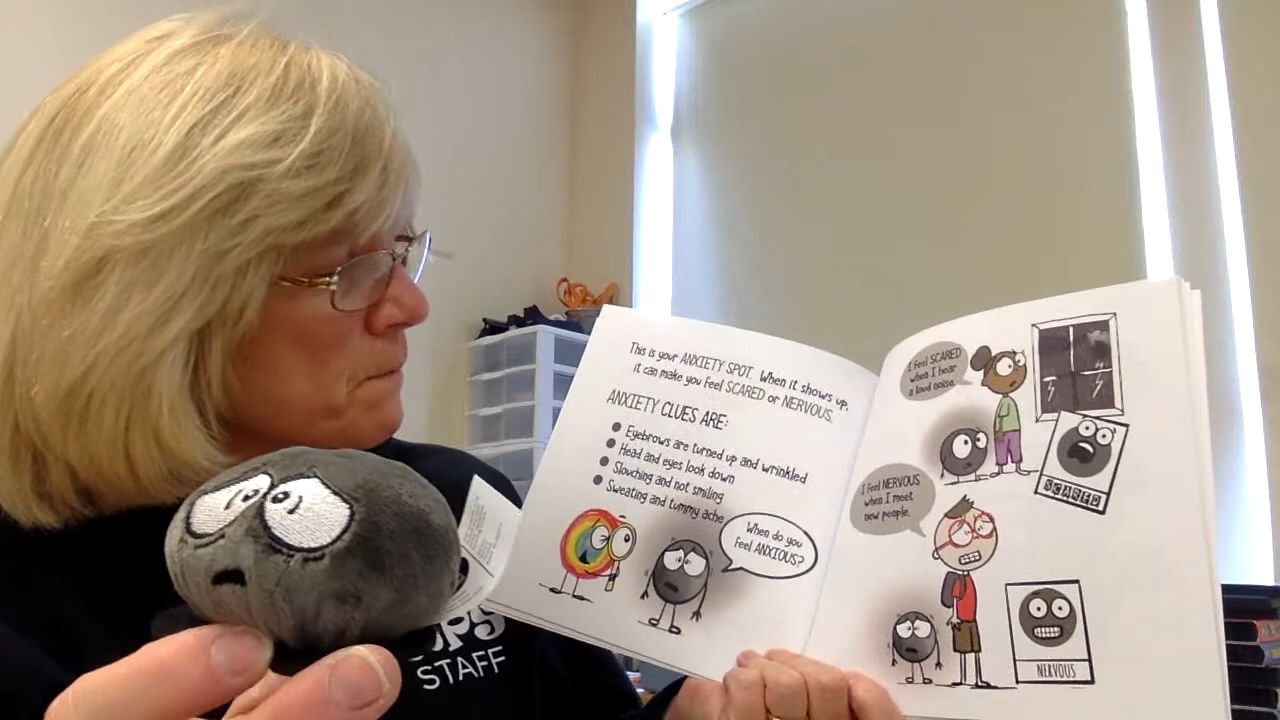 This is your ANXIETY SPOT. When it shows up,
it can make you feel SCARED or NERVOUS.
ANXIETY CLUES ARE:
Eyebrows are turned up and wrinkled
Head and eyes look down
Slouching and not smiling
Sweating and tummy ache
When do you
feel ANXIOUS?
I feel SCARED
when I hear
a loud noise.
SCARED
I feel NERVOUS
when I meet
new people.
NERVOUS
STAFF